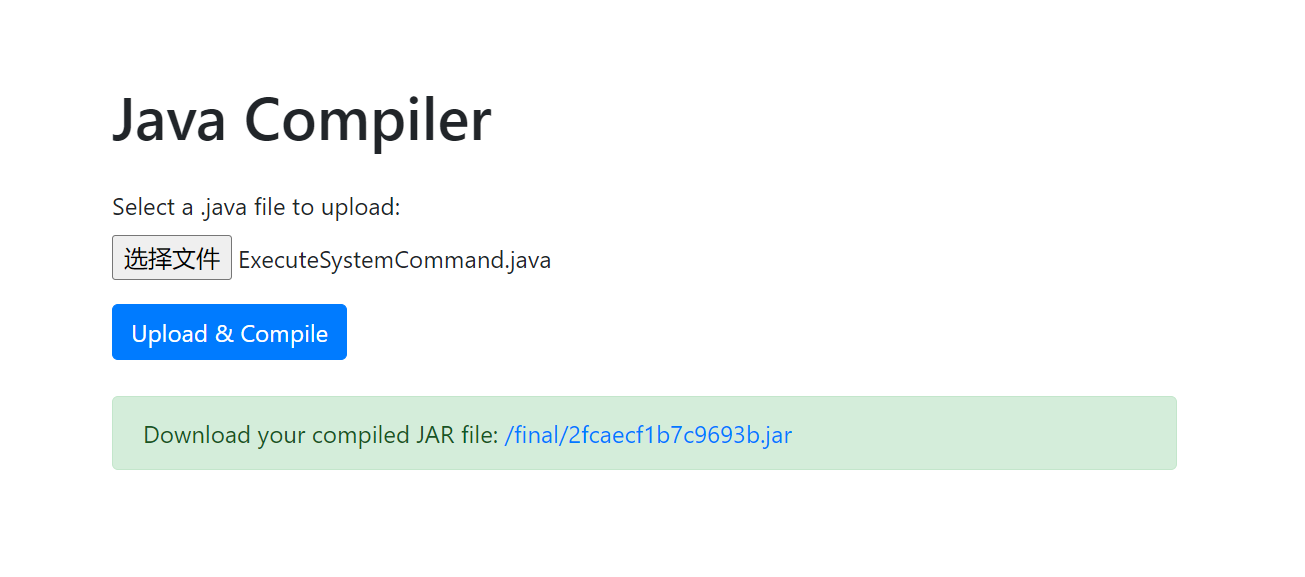 Java Compiler
Select a .java file to upload:
选择文件 ExecuteSystemCommand.java
Upload & Compile
Download your compiled JAR file: /final/2fcaecf1b7c9693b.jar